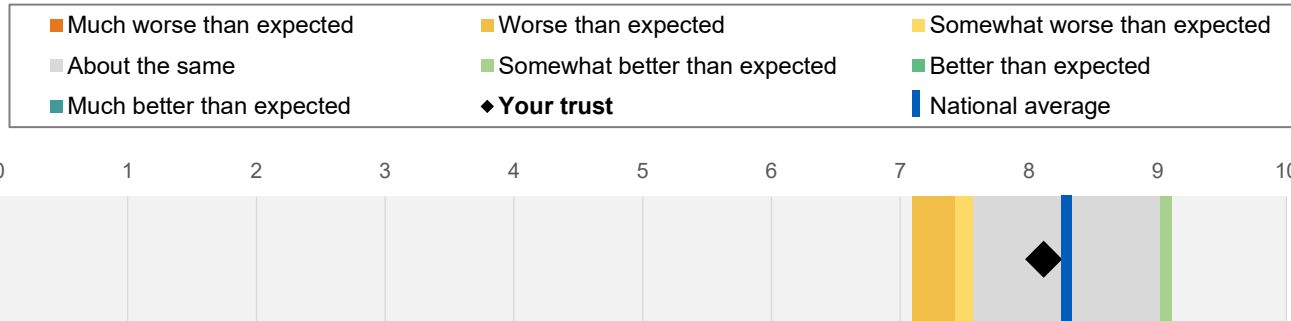 Much worse than expected Worse than expected Somewhat worse than expected
About the same Somewhat better than expected Better than expected
Much better than expected Your trust National average
0 1 2 3 4 5 6 7 8 9 10